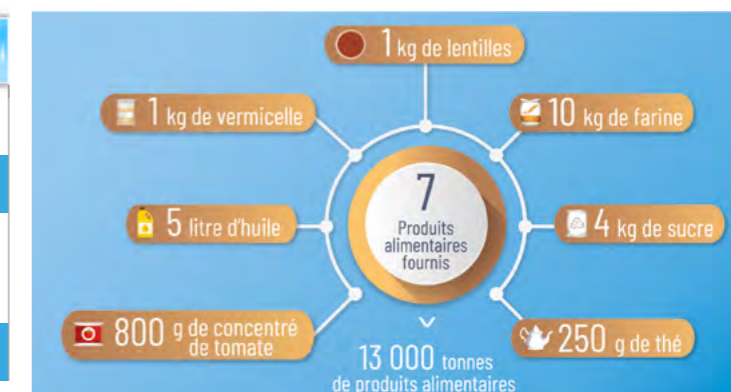 1 kg de lentilles
1 kg de vermicelle
10 kg de farine
7
Produits
alimentaires
fournis
5 litre d'huile
4 kg de sucre
800 g de concentré
de tomate
250 g de thé
13 000 tonnes
de produits alimentaires